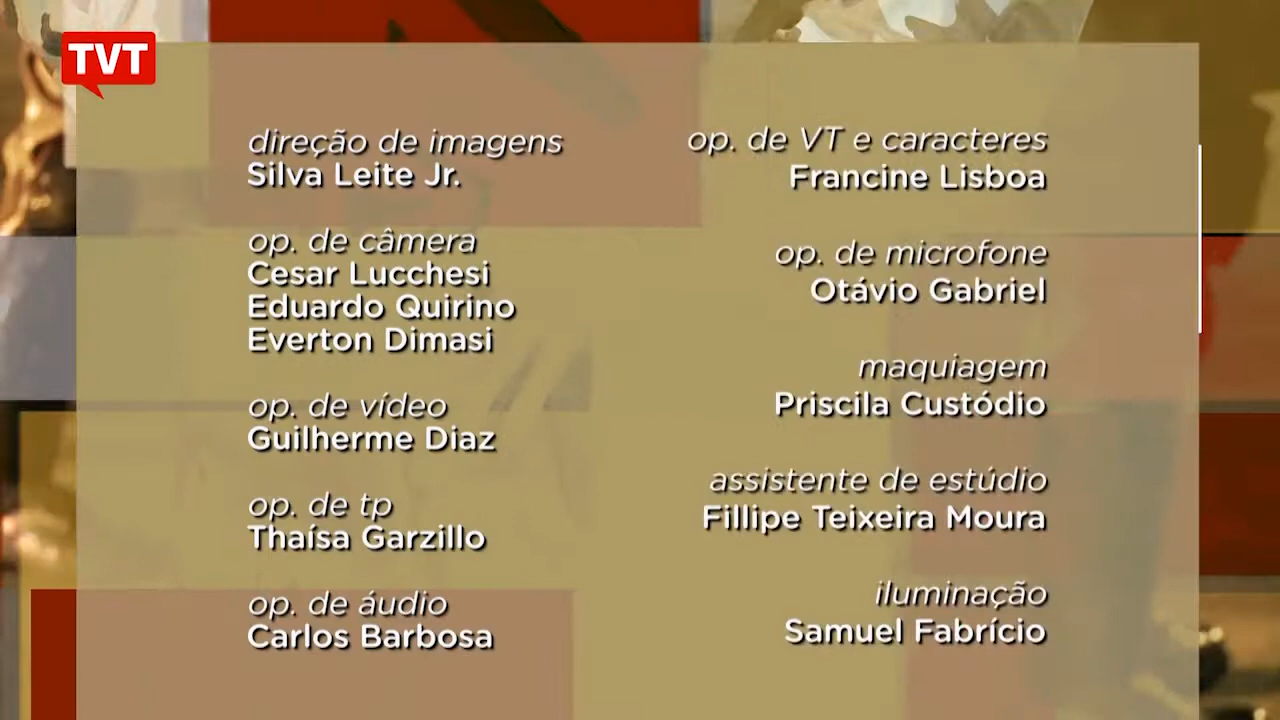 TVT
direção de imagens
Silva Leite Jr.
op. de câmera
Cesar Lucchesi
Eduardo Quirino
Everton Dimasi
op. de vídeo
Guilherme Diaz
op. de tp
Thaísa Garzillo
op. de áudio
Carlos Barbosa
op. de VT e caracteres
Francine Lisboa
op. de microfone
Otávio Gabriel
maquiagem
Priscila Custódio
assistente de estúdio
Fillipe Teixeira Moura
iluminação
Samuel Fabrício